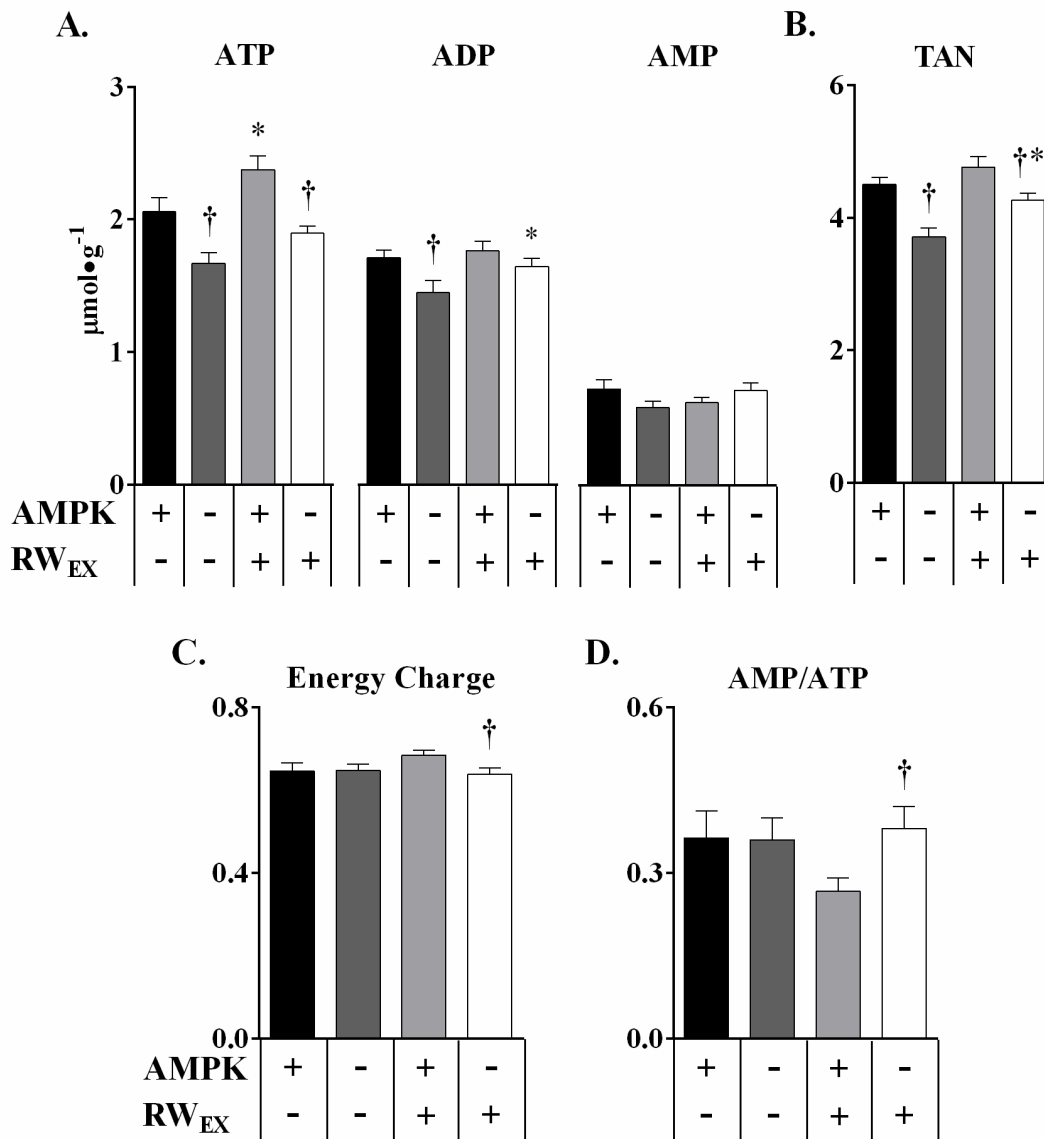 A.
B.
ATP ADP AMP TAN
3
2
1
0
µmol•g-1
* † † † *
6
4
2
0
† †*
AMPK + - + - + - + - + - + - + - + -
RWEX - - + + - - + + - - + + - - + +
C.
D.
Energy Charge
AMP/ATP
0.8
0.4
0.0
†
0.6
0.3
0.0
†
AMPK + - + - + - + -
RWEX - - + + - - + +